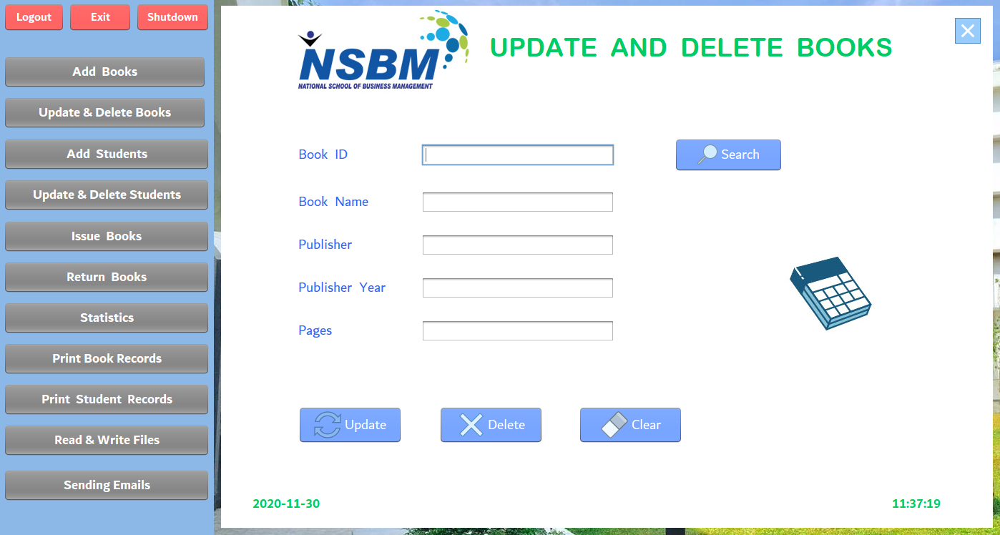 Logout Exit Shutdown
Add Books
Update & Delete Books
Add Students
Update & Delete Students
Issue Books
Return Books
Statistics
Print Book Records
Print Student Records
Read & Write Files
Sending Emails
NSBM
NATIONAL SCHOOL OF BUSINESS MANAGEMENT
UPDATE AND DELETE BOOKS
Book ID
Search
Book Name
Publisher
Publisher Year
Pages
Update Delete Clear
2020-11-30 11:37:19